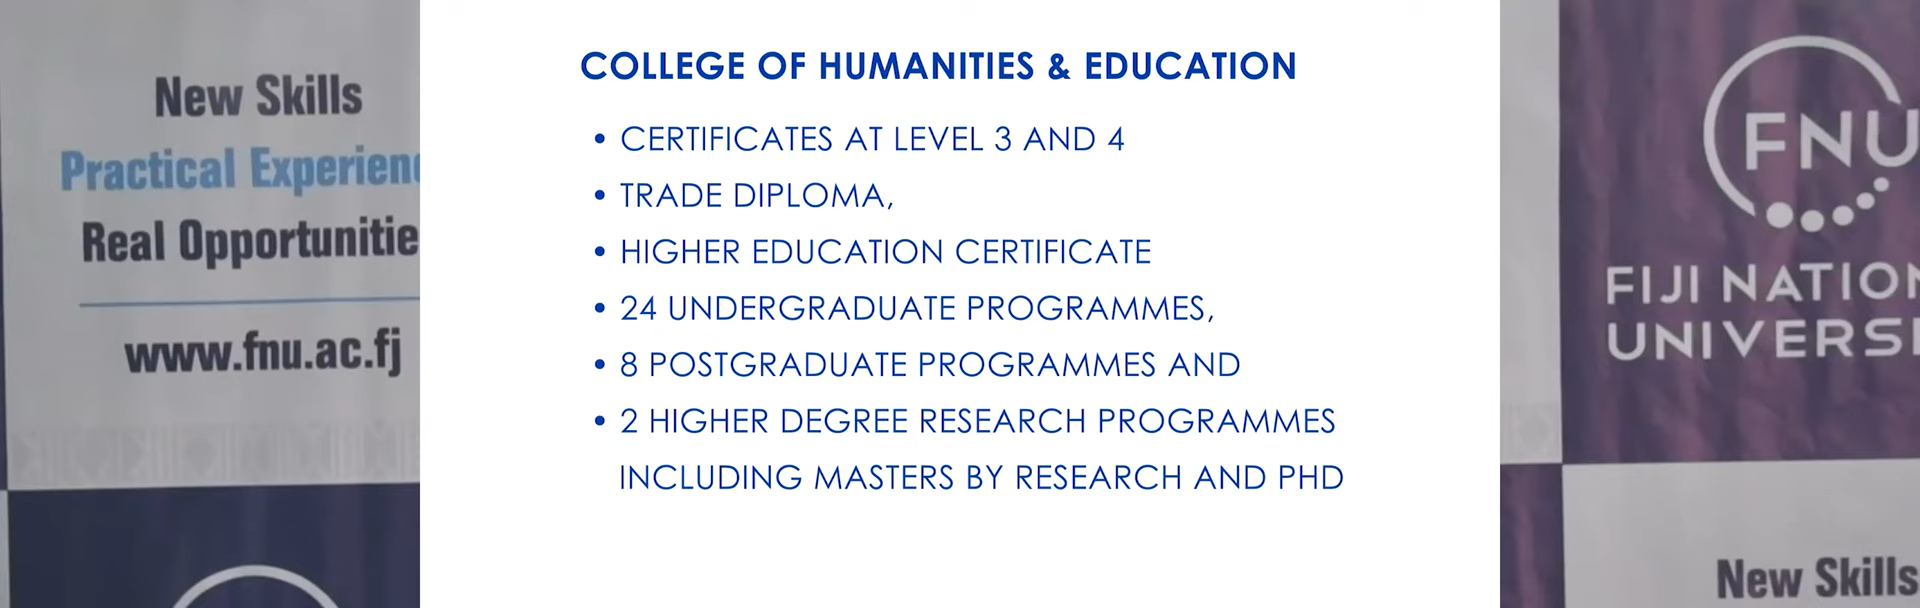 New Skills
Practical Experienc
Real Opportunitie
www.fnu.ac.fj
COLLEGE OF HUMANITIES & EDUCATION
• CERTIFICATES AT LEVEL 3 AND 4
• TRADE DIPLOMA,
• HIGHER EDUCATION CERTIFICATE
• 24 UNDERGRADUATE PROGRAMMES,
• 8 POSTGRADUATE PROGRAMMES AND
• 2 HIGHER DEGREE RESEARCH PROGRAMMES
INCLUDING MASTERS BY RESEARCH AND PHD
FNU
FIJI NATION
UNIVERSI
New Skills